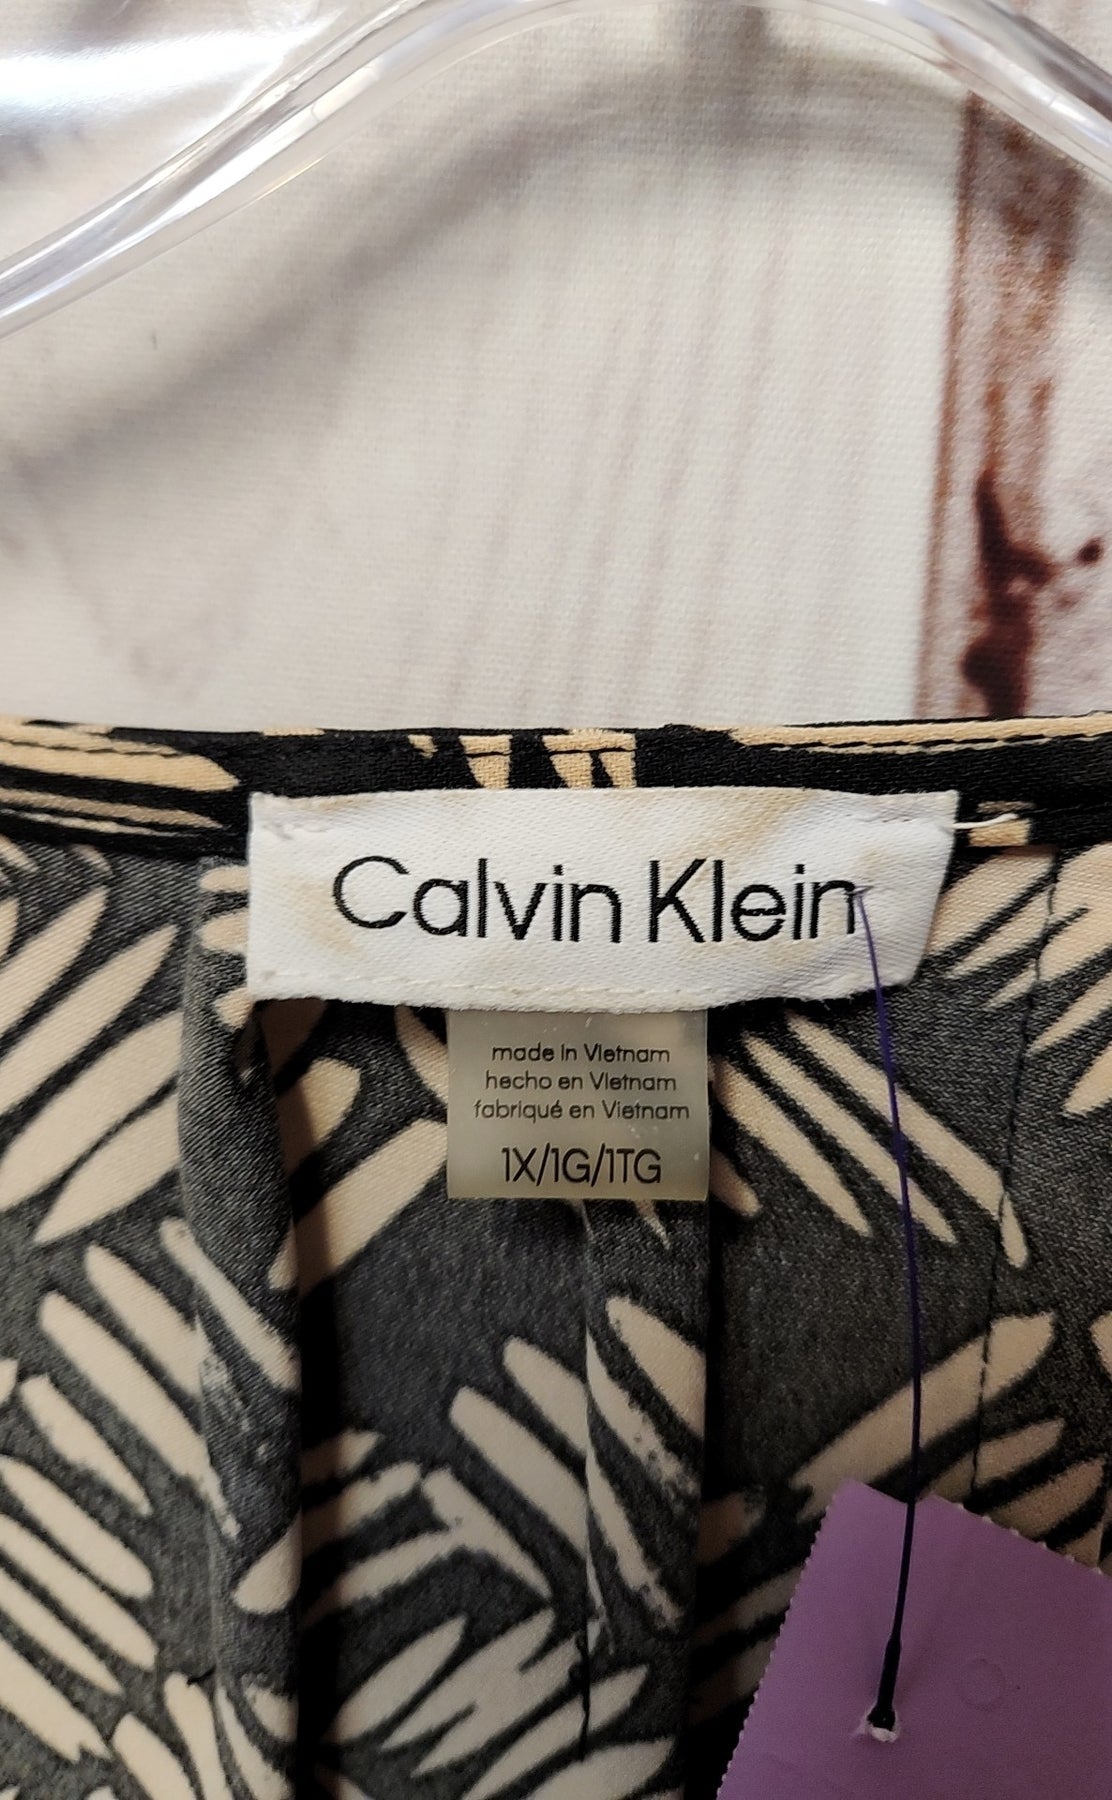 Calvin Klein
made in Vietnam
hecho en Vietnam
fabriqué en Vietnam
1X/1G/1TG